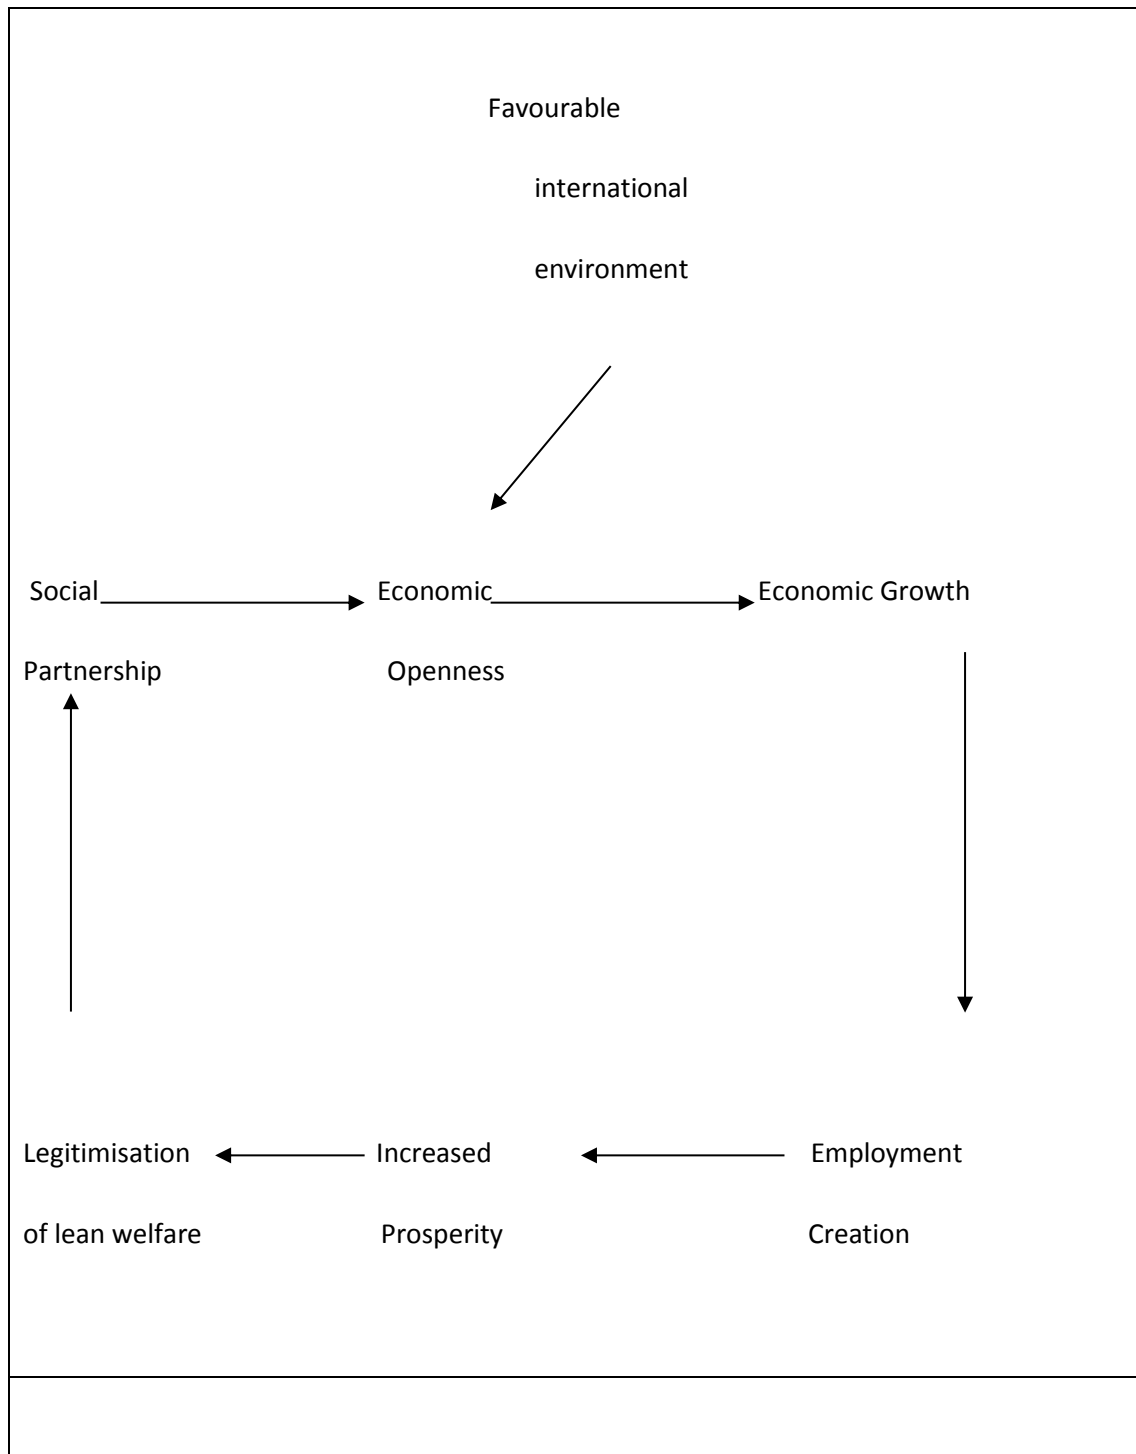 Favourable
international
environment
Social Economic Economic Growth
Partnership Openness
Legitimisation Increased Employment
of lean welfare Prosperity Creation